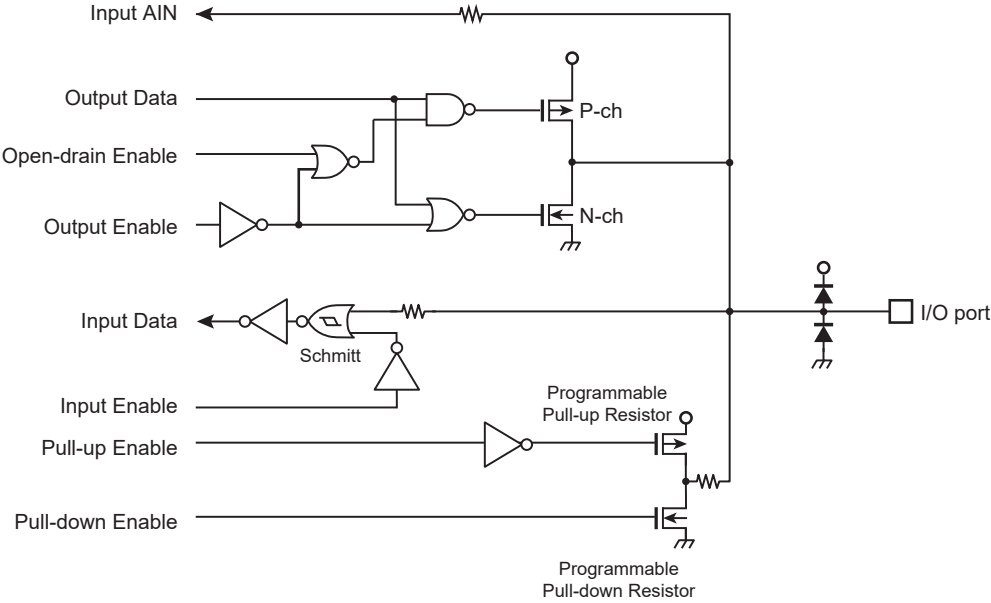 Input AIN
Output Data
P-ch
Open-drain Enable
Output Enable
N-ch
Input Data
Schmitt
I/O port
Input Enable
Programmable
Pull-up Resistor
Pull-up Enable
Pull-down Enable
Programmable
Pull-down Resistor